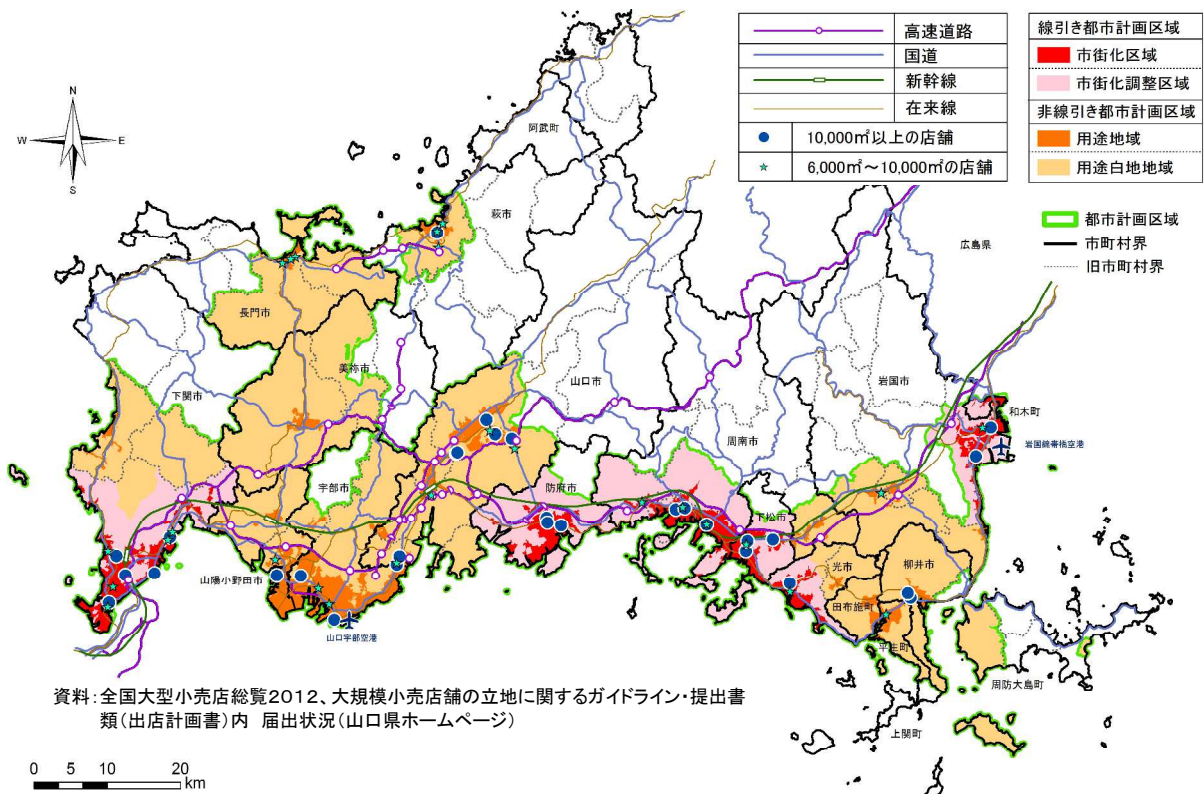 高速道路
国道
新幹線
在来線
10,000㎡以上の店舗
6,000㎡～10,000㎡の店舗
線引き都市計画区域
市街化区域
市街化調整区域
非線引き都市計画区域
用途地域
用途白地地域
都市計画区域
市町村界
旧市町村界
N
W
E
S
阿武町
萩市
広島県
長門市
美祢市
山口市
岩国市
下関市
和木町
周南市
岩国錦帯橋空港
宇部市
防府市
下松市
山陽小野田市
光市
柳井市
田布施町
山口宇部空港
平生町
周防大島町
上関町
資料：全国大型小売店総覧2012、大規模小売店舗の立地に関するガイドライン・提出書
類（出店計画書）内　届出状況（山口県ホームページ）
0 5 10 20
km